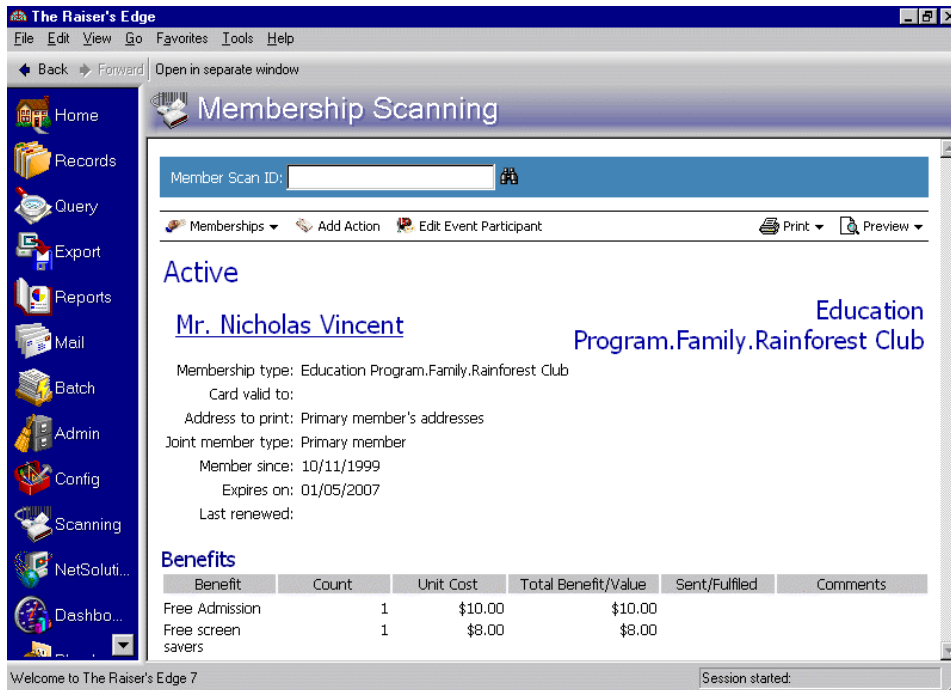 The Raiser's Edge
File Edit View Go Favorites Tools Help
Back Forward Open in separate window
Home
Records
Query
Export
Reports
Mail
Batch
Admin
Config
Scanning
NetSoluti...
Dashbo...
Membership Scanning
Member Scan ID:
Memberships Add Action Edit Event Participant Print Preview
Active
Mr. Nicholas Vincent
Education
Program.Family.Rainforest Club
Membership type: Education Program.Family.Rainforest Club
Card valid to:
Address to print: Primary member's addresses
Joint member type: Primary member
Member since: 10/11/1999
Expires on: 01/05/2007
Last renewed:
Benefits
Benefit Count Unit Cost Total Benefit/Value Sent/Fulfiled Comments
Free Admission 1 $10.00 $10.00
Free screen 1 $8.00 $8.00
savers
Welcome to The Raiser's Edge 7 Session started: